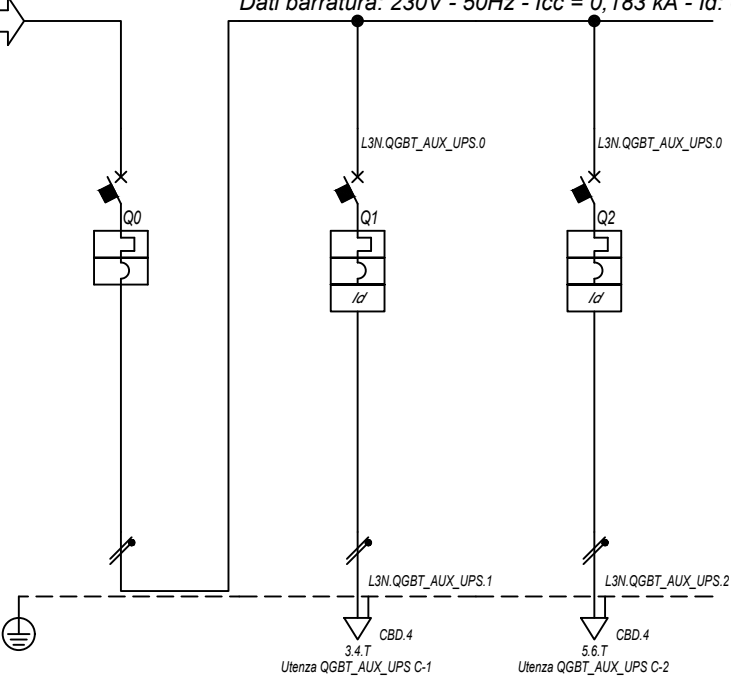 Dati barratura: 230V - 50Hz - Icc = 0,183 kA - Id:
L3N.QGBT_AUX_UPS.0
L3N.QGBT_AUX_UPS.0
Q0
Q1
Q2
Id
Id
L3N.QGBT_AUX_UPS.1
L3N.QGBT_AUX_UPS.2
CBD.4
CBD.4
3.4.T
5.6.T
Utenza QGBT_AUX_UPS C-1
Utenza QGBT_AUX_UPS C-2